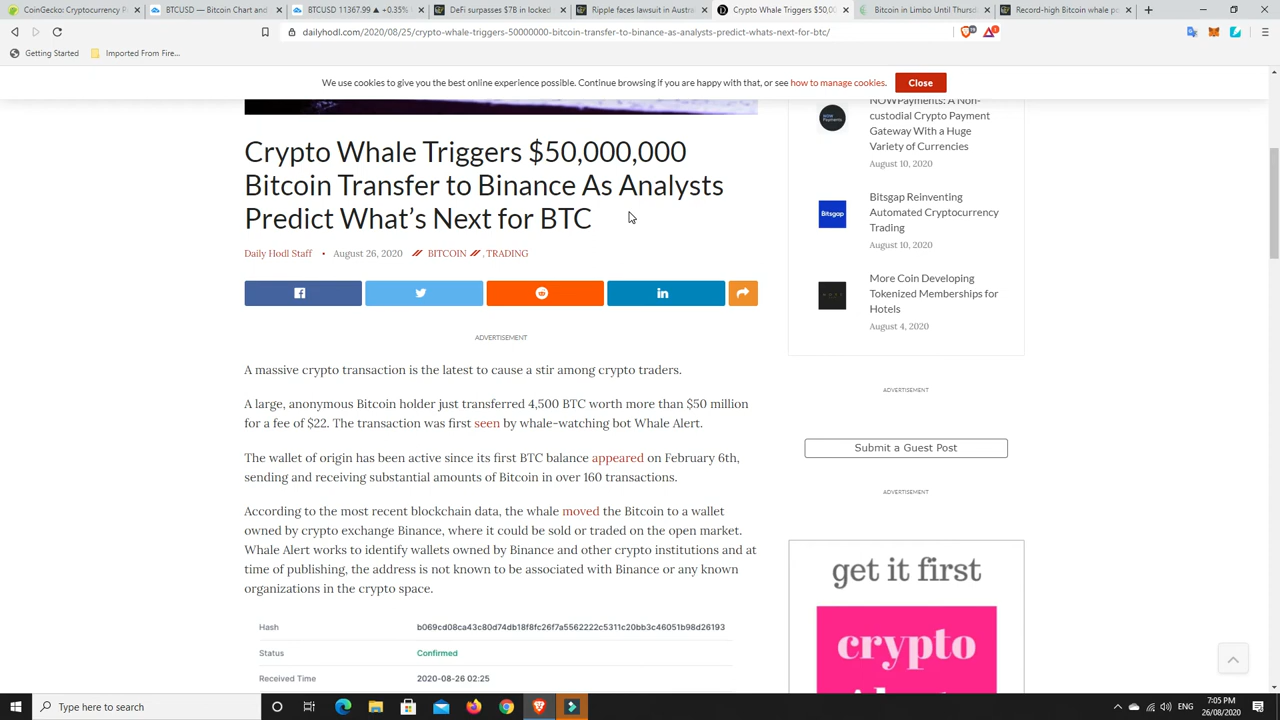 CoinGecko: Cryptocurrency P
BTCUSD — Bitcoin Chart and
BTCUSD 11367.99 ▲ +0.35%
DeFi surpasses $7B in locked
Ripple faces lawsuit in Austra
Crypto Whale Triggers $50,00
Bitcoin in Limbo Until Thursda
Record-high Bitcoin whale po
dailyhodl.com/2020/08/25/crypto-whale-triggers-50000000-bitcoin-transfer-to-binance-as-analysts-predict-whats-next-for-btc/
Getting Started
Imported From Fire...
We use cookies to give you the best online experience possible. Continue browsing if you are happy with that, or see how to manage cookies.
Close
Crypto Whale Triggers $50,000,000
Bitcoin Transfer to Binance As Analysts
Predict What's Next for BTC
Daily Hodl Staff • August 26, 2020 // BITCOIN // , TRADING
ADVERTISEMENT
A massive crypto transaction is the latest to cause a stir among crypto traders.
A large, anonymous Bitcoin holder just transferred 4,500 BTC worth more than $50 million
for a fee of $22. The transaction was first seen by whale-watching bot Whale Alert.
The wallet of origin has been active since its first BTC balance appeared on February 6th,
sending and receiving substantial amounts of Bitcoin in over 160 transactions.
According to the most recent blockchain data, the whale moved the Bitcoin to a wallet
owned by crypto exchange Binance, where it could be sold or traded on the open market.
Whale Alert works to identify wallets owned by Binance and other crypto institutions and at
time of publishing, the address is not known to be associated with Binance or any known
organizations in the crypto space.
Hash b069cd08ca43c80d74db18f8fc26f7a5562222c5311c20bb3c46051b98d26193
Status Confirmed
Received Time 2020-08-26 02:25
NOWPayments: A Non-
custodial Crypto Payment
Gateway With a Huge
Variety of Currencies
August 10, 2020
Bitsgap
Bitsgap Reinventing
Automated Cryptocurrency
Trading
August 10, 2020
More Coin Developing
Tokenized Memberships for
Hotels
August 4, 2020
ADVERTISEMENT
Submit a Guest Post
ADVERTISEMENT
get it first
crypto
Type here to search
ENG
7:05 PM
26/08/2020